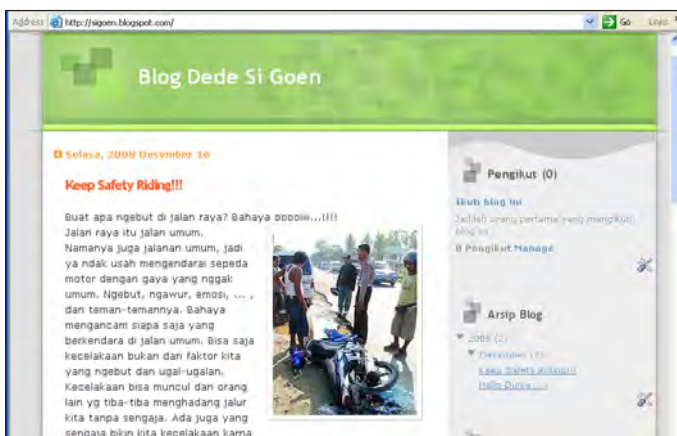 Address http://sigoen.blogspot.com/ Go Links
Blog Dede Si Goen
Selasa, 2008 Desember 16
Keep Safety Riding!!!
Buat apa ngebut di jalan raya? Bahaya
Jalan raya itu jalan umum.
Namanya juga jalanan umum, jadi
ya ndak usah mengendarai sepeda
motor dengan gaya yang nggak
umum. Ngebut, ngawur, emosi, ... ,
dan teman-temannya. Bahaya
mengancam siapa saja yang
berkendara di jalan umum. Bisa saja
kecelakaan bukan dari faktor kita
yang ngebut dan ugal-ugalan.
Kecelakaan bisa muncul dari orang
lain yg tiba-tiba menghadang jalur
kita tanpa sengaja. Ada juga yang
sengaja bikin kita kecelakaan karna
Pengikut (0)
Ikuti blog ini
Jadilah orang pertama yang mengikuti
blog ini
0 Pengikut Manage
Arsip Blog
▼ 2008 (2)
▼ Desember (2)
Keep Safety Riding!!!
Hello Dunya...!